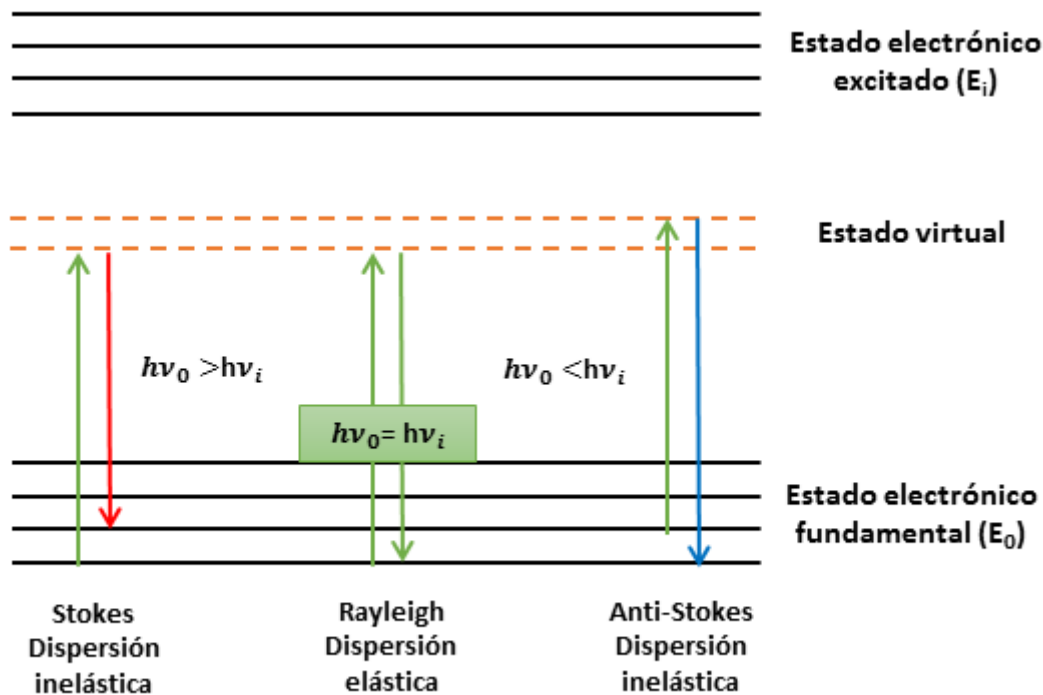 Estado electrónico
excitado (Eᵢ)
Estado virtual
hν₀ >hνᵢ
hν₀ <hνᵢ
hν₀= hνᵢ
Estado electrónico
fundamental (E₀)
Stokes
Dispersión
inelástica
Rayleigh
Dispersión
elástica
Anti-Stokes
Dispersión
inelástica